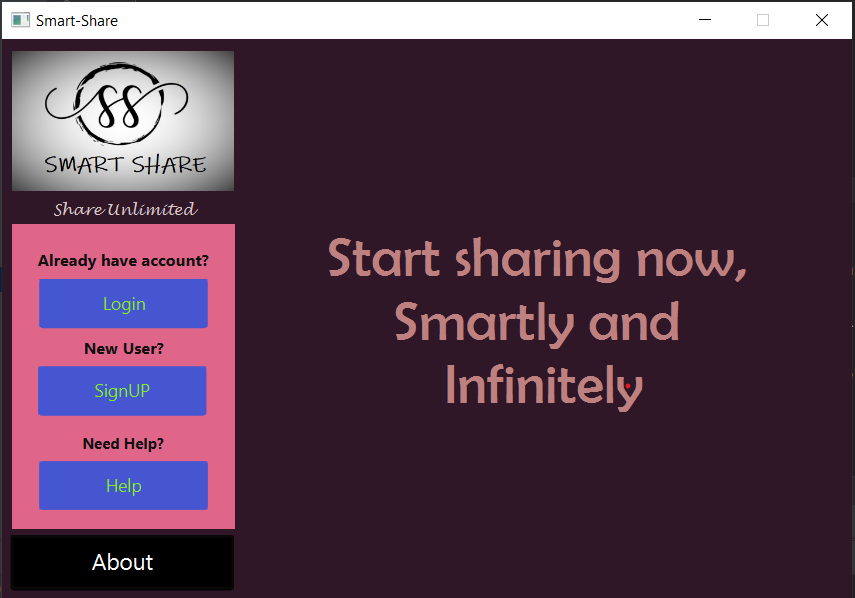 Smart-Share
SS
SMART SHARE
Share Unlimited
Already have account?
Login
New User?
SignUP
Need Help?
Help
About
Start sharing now,
Smartly and
Infinitely